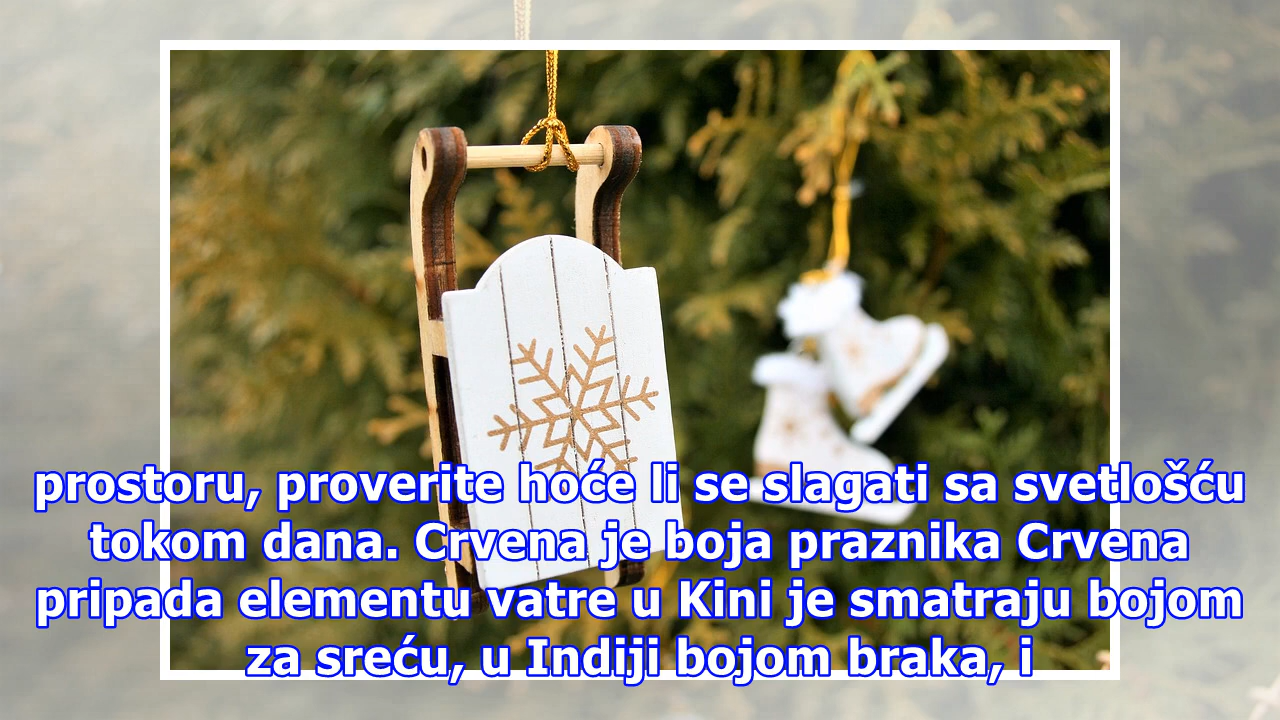 prostoru, proverite hoće li se slagati sa svetlošću
tokom dana. Crvena je boja praznika Crvena
pripada elementu vatre u Kini je smatraju bojom
za sreću, u Indiji bojom braka, i